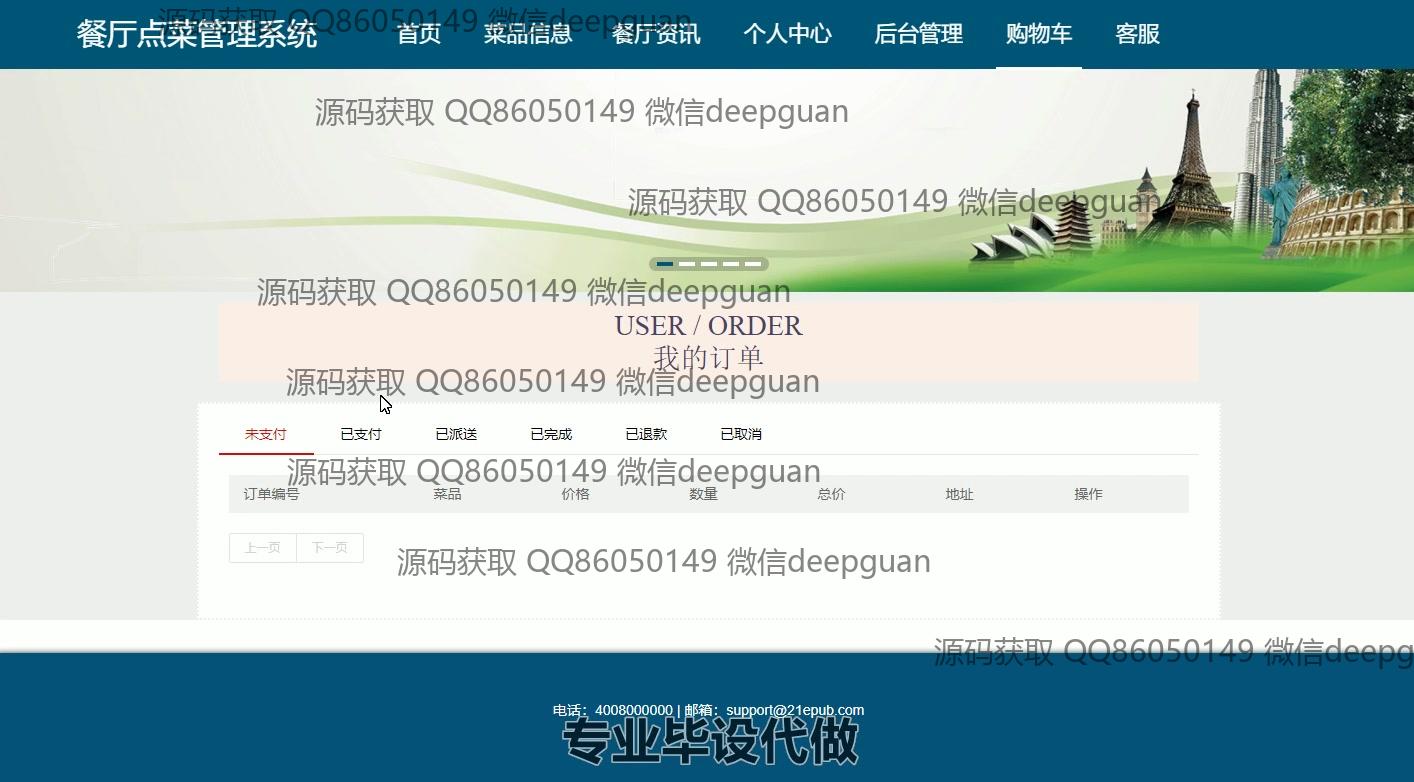 餐厅点菜管理系统 首页 菜品信息 餐厅资讯 个人中心 后台管理 购物车 客服
源码获取 QQ86050149 微信deepguan
源码获取 QQ86050149 微信deepguan
源码获取 QQ86050149 微信deepguan
源码获取 QQ86050149 微信deepguan
USER / ORDER
我的订单
源码获取 QQ86050149 微信deepguan
未支付 已支付 已派送 已完成 已退款 已取消
源码获取 QQ86050149 微信deepguan
订单编号 菜品 价格 数量 总价 地址 操作
上一页 下一页
源码获取 QQ86050149 微信deepguan
源码获取 QQ86050149 微信deepg
电话：4008000000 | 邮箱：support@21epub.com
专业毕设代做